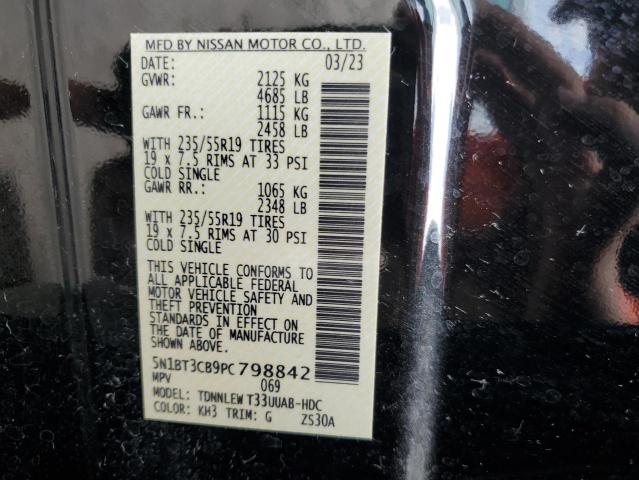 MFD BY NISSAN MOTOR CO., LTD.
DATE: 03/23
GVWR: 2125 KG
4685 LB
GAWR FR.: 1115 KG
2458 LB
WITH 235/55R19 TIRES
19 x 7.5 RIMS AT 33 PSI
COLD SINGLE
GAWR RR.: 1065 KG
2348 LB
WITH 235/55R19 TIRES
19 x 7.5 RIMS AT 30 PSI
COLD SINGLE
THIS VEHICLE CONFORMS TO
ALL APPLICABLE FEDERAL
MOTOR VEHICLE SAFETY AND
THEFT PREVENTION
STANDARDS IN EFFECT ON
THE DATE OF MANUFACTURE
SHOWN ABOVE.
5N1BT3CB9PC798842
MPV 069
MODEL: TDNNLEW T33UUAB-HDC
COLOR: KH3 TRIM: G ZS30A